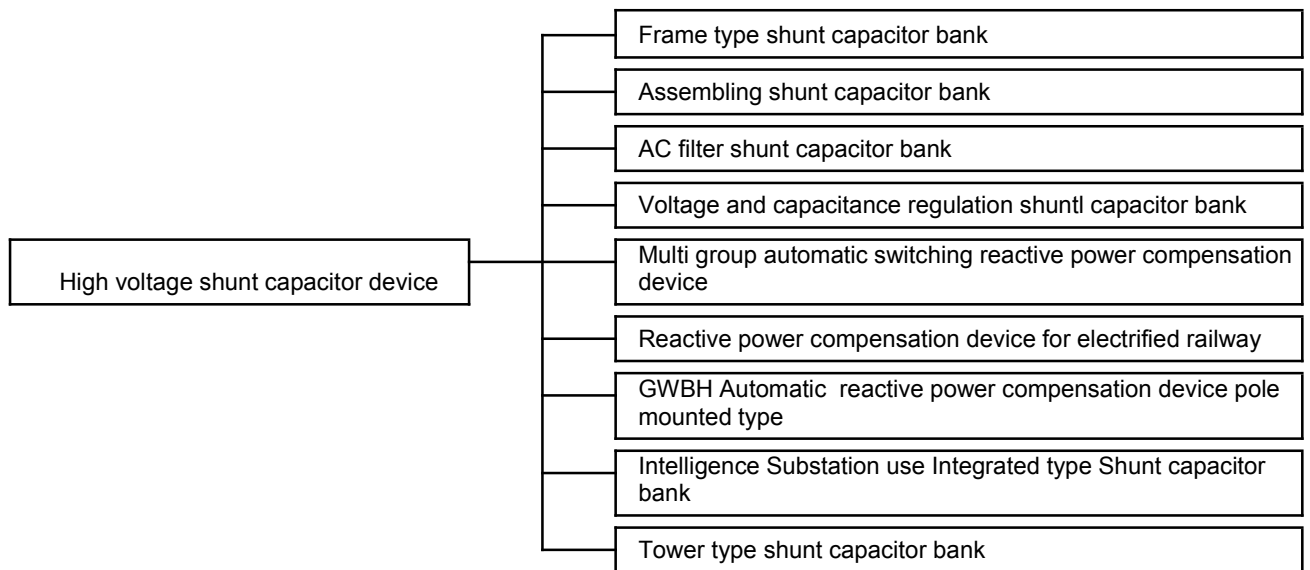 Frame type shunt capacitor bank
Assembling shunt capacitor bank
AC filter shunt capacitor bank
Voltage and capacitance regulation shuntl capacitor bank
High voltage shunt capacitor device
Multi group automatic switching reactive power compensation
device
Reactive power compensation device for electrified railway
GWBH Automatic  reactive power compensation device pole
mounted type
Intelligence Substation use Integrated type Shunt capacitor
bank
Tower type shunt capacitor bank